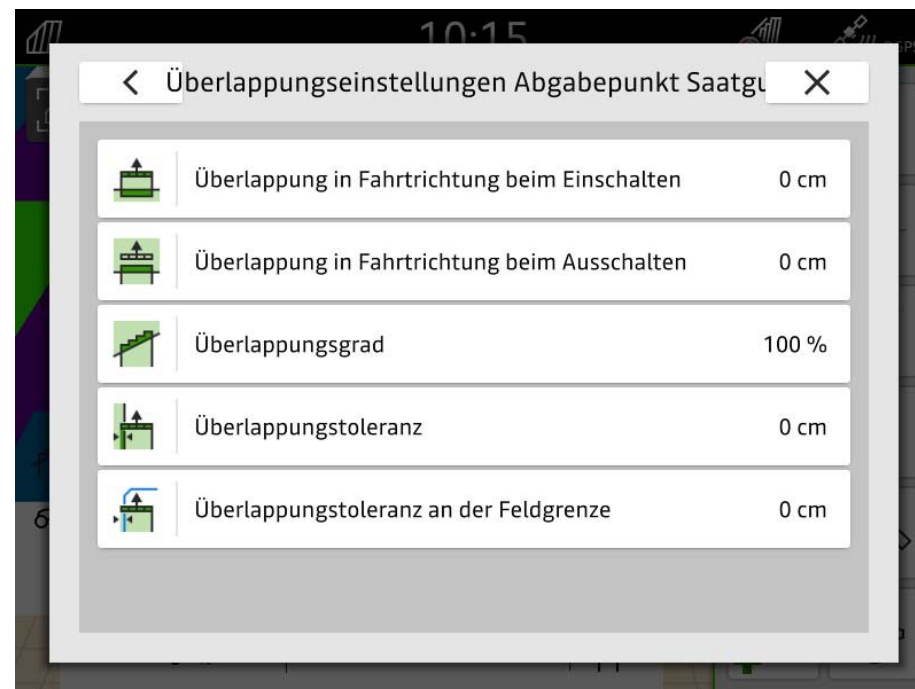 10:15
Überlappungseinstellungen Abgabepunkt Saatgu
Überlappung in Fahrtrichtung beim Einschalten 0 cm
Überlappung in Fahrtrichtung beim Ausschalten 0 cm
Überlappungsgrad 100 %
Überlappungstoleranz 0 cm
Überlappungstoleranz an der Feldgrenze 0 cm